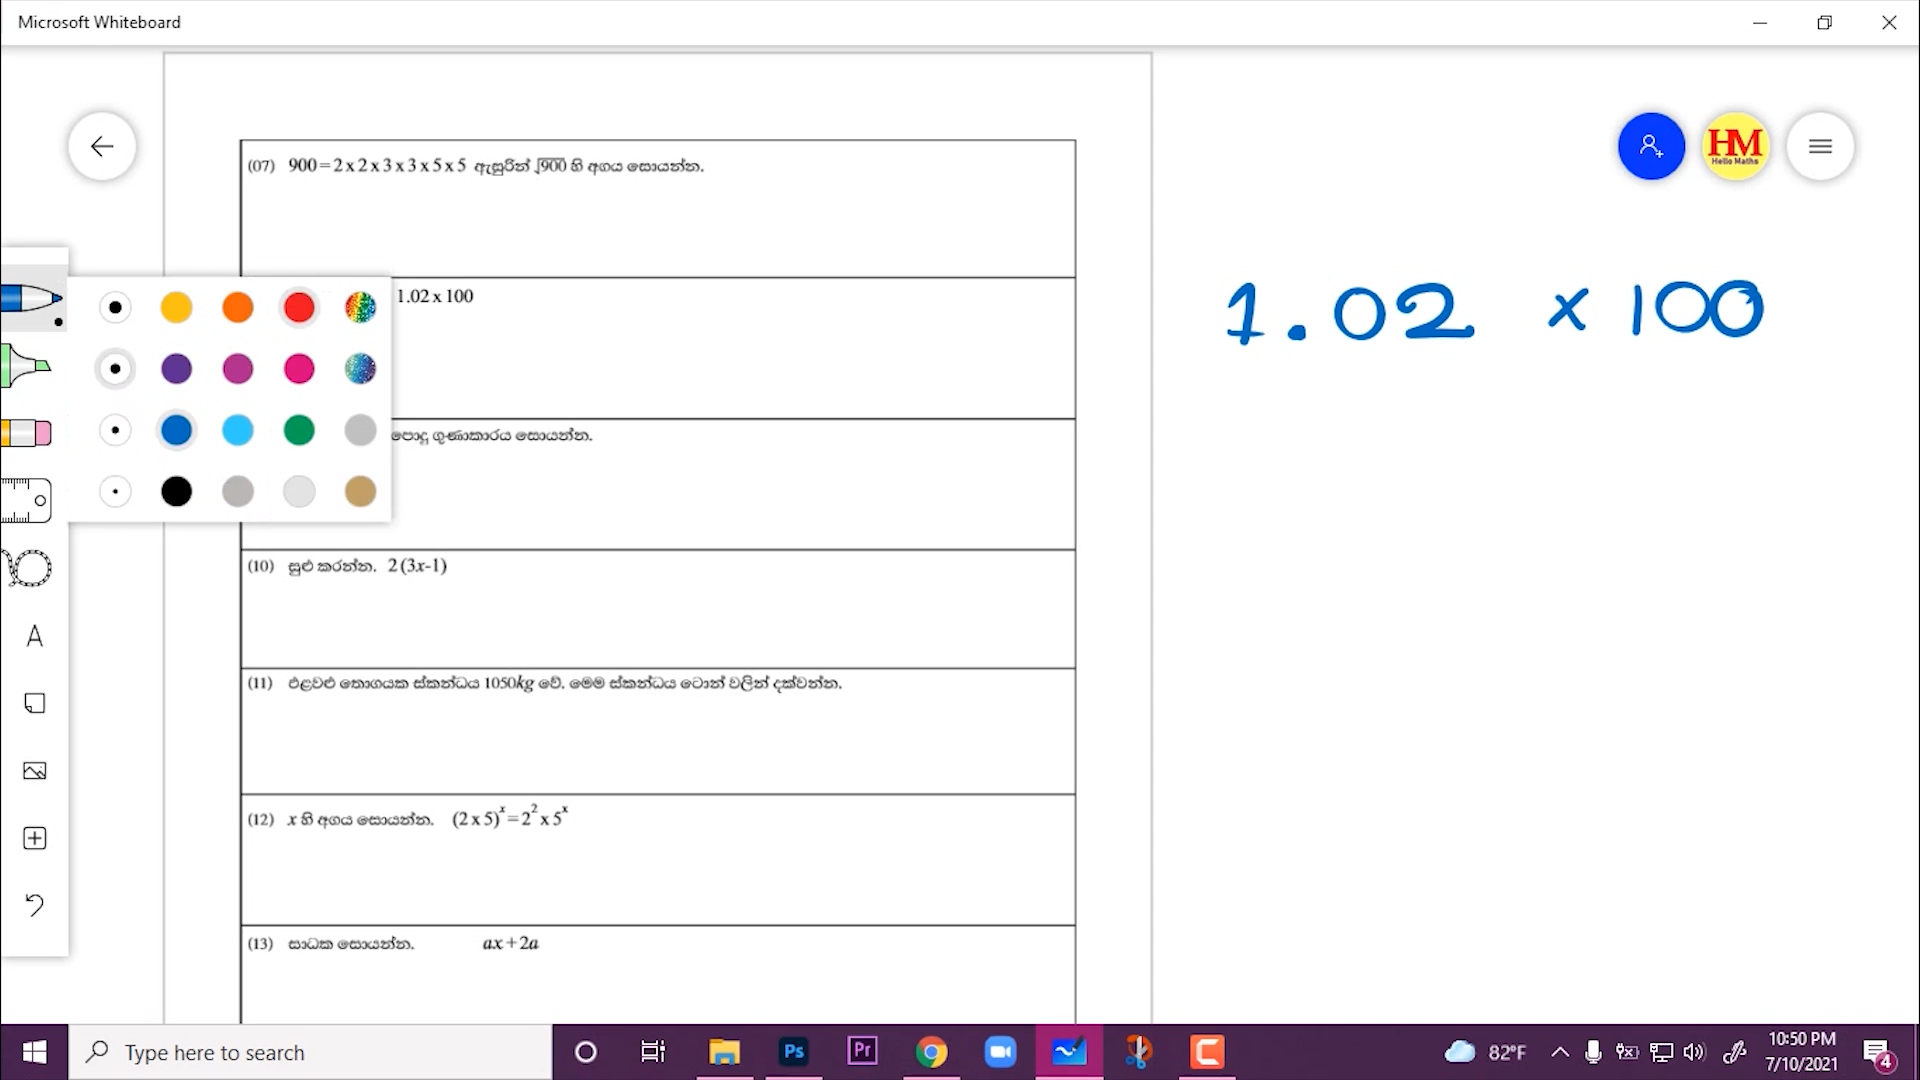 Microsoft Whiteboard
(07) 900 = 2 x 2 x 3 x 3 x 5 x 5 ඇසුරින් √900 හි අගය සොයන්න.
HM
Hello Maths
1.02 x 100
1.02 x 100
පොදු ගුණාකාරය සොයන්න.
(10) සුළු කරන්න. 2 (3x-1)
A
(11) එළවළු තොගයක ස්කන්ධය 1050kg වේ. මෙම ස්කන්ධය ටොන් වලින් දක්වන්න.
(12) x හි අගය සොයන්න. (2 x 5)ˣ = 2² x 5ˣ
(13) සාධක සොයන්න. ax + 2a
Type here to search
Ps
Pr
82°F
10:50 PM
7/10/2021
4